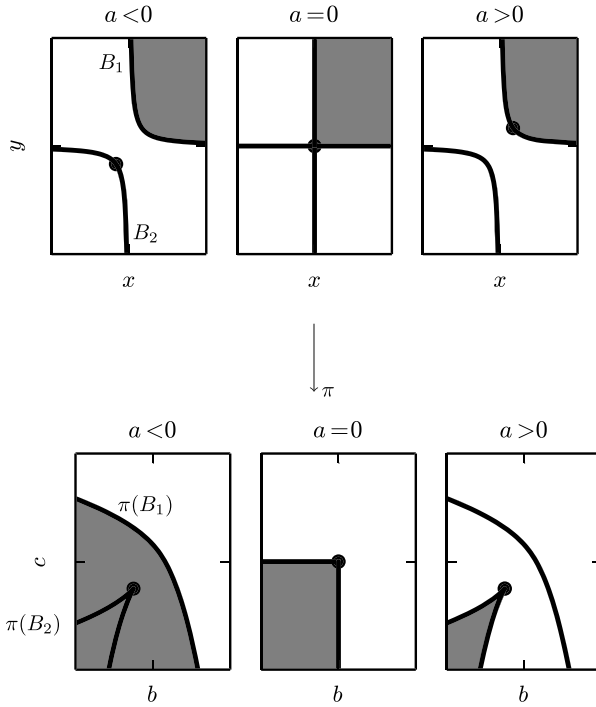 a<0 a=0 a>0
B₁
y
B₂
x x x
π
a<0 a=0 a>0
π(B₁)
c
π(B₂)
b b b